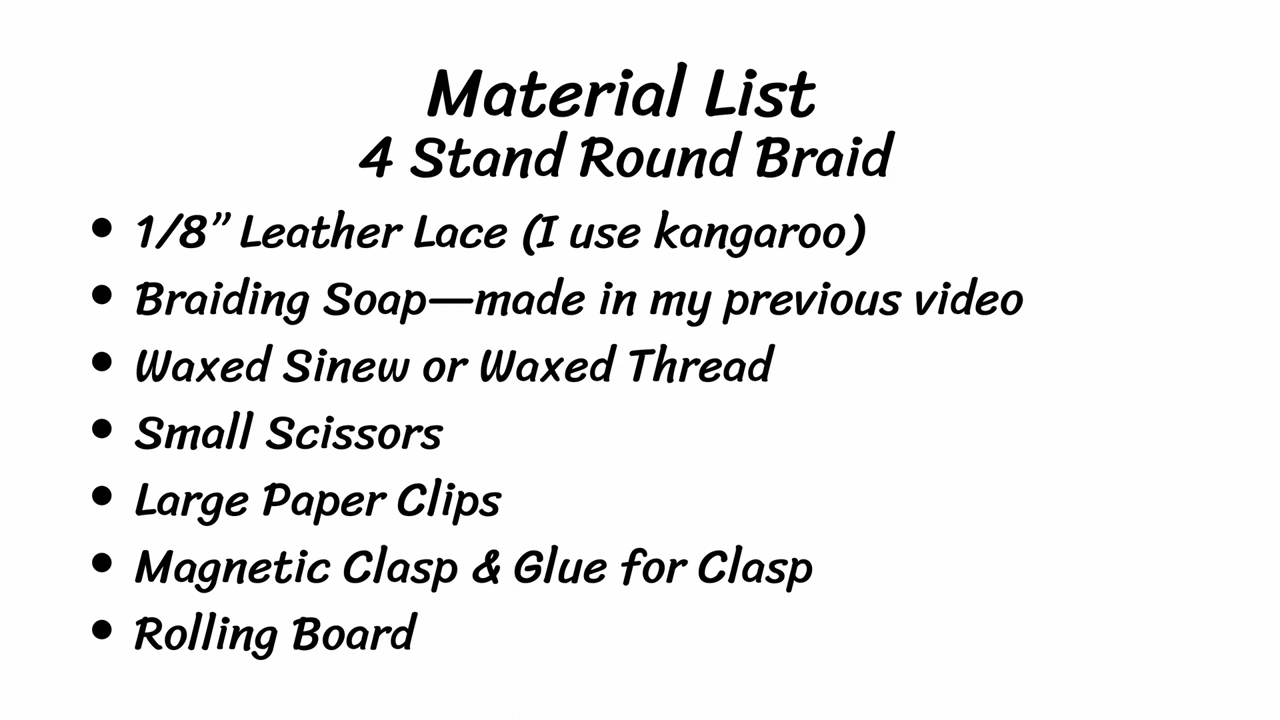 Material List
4 Stand Round Braid
• 1/8” Leather Lace (I use kangaroo)
• Braiding Soap—made in my previous video
• Waxed Sinew or Waxed Thread
• Small Scissors
• Large Paper Clips
• Magnetic Clasp & Glue for Clasp
• Rolling Board